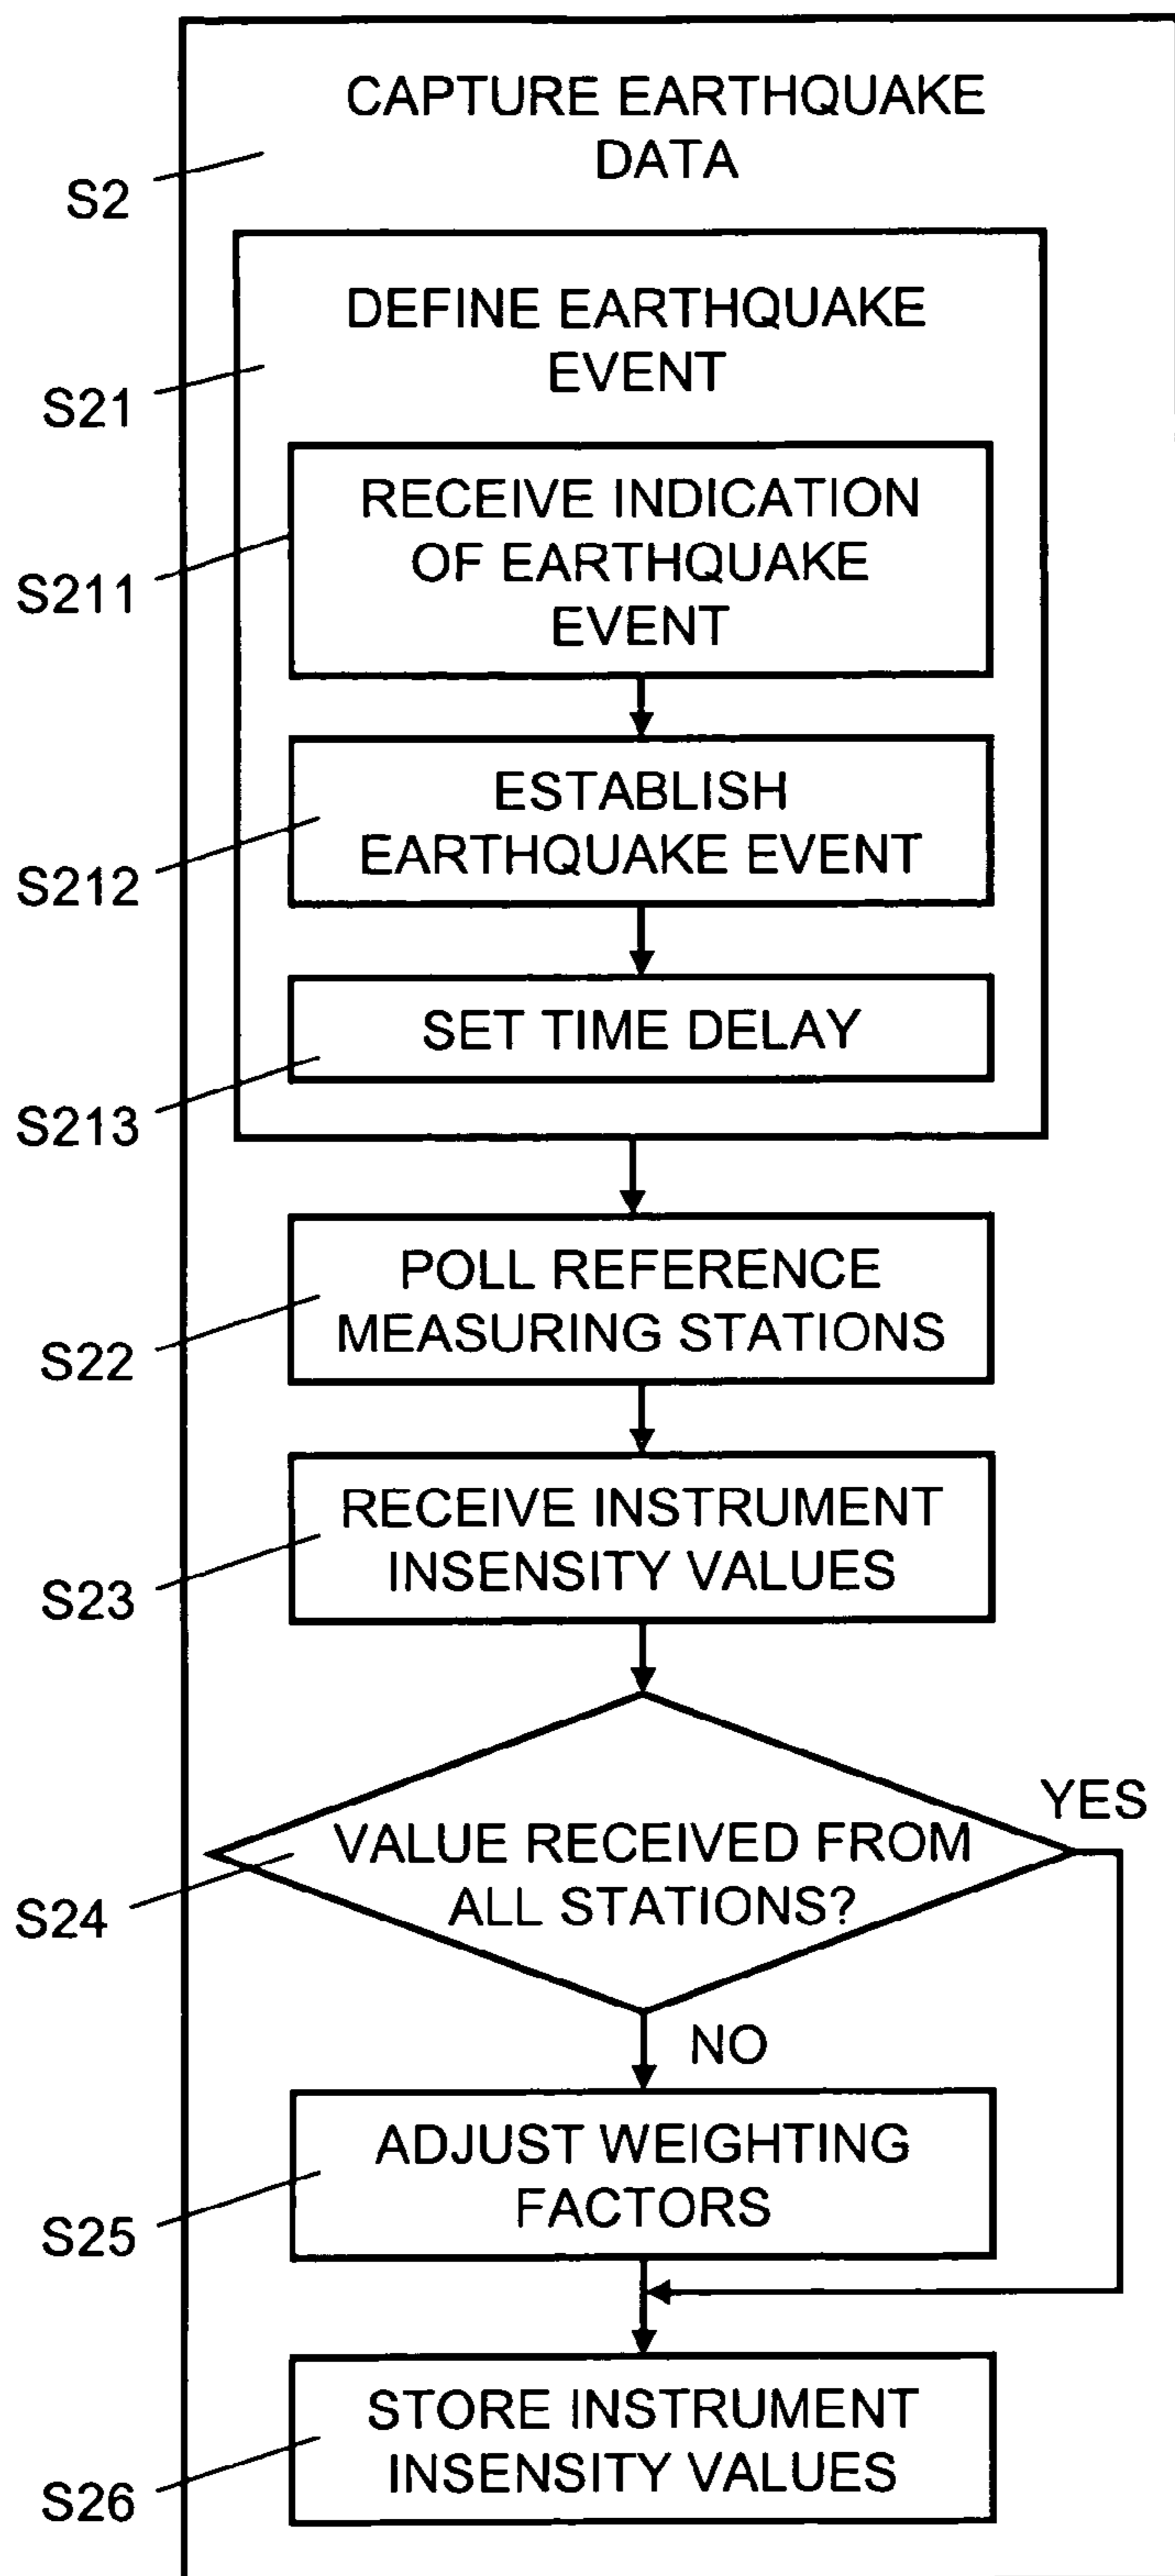 CAPTURE EARTHQUAKE
DATA
S2
DEFINE EARTHQUAKE
EVENT
S21
RECEIVE INDICATION
OF EARTHQUAKE
EVENT
S211
ESTABLISH
EARTHQUAKE EVENT
S212
SET TIME DELAY
S213
POLL REFERENCE
MEASURING STATIONS
S22
RECEIVE INSTRUMENT
INSENSITY VALUES
S23
YES
VALUE RECEIVED FROM
ALL STATIONS?
S24
NO
ADJUST WEIGHTING
FACTORS
S25
STORE INSTRUMENT
INSENSITY VALUES
S26